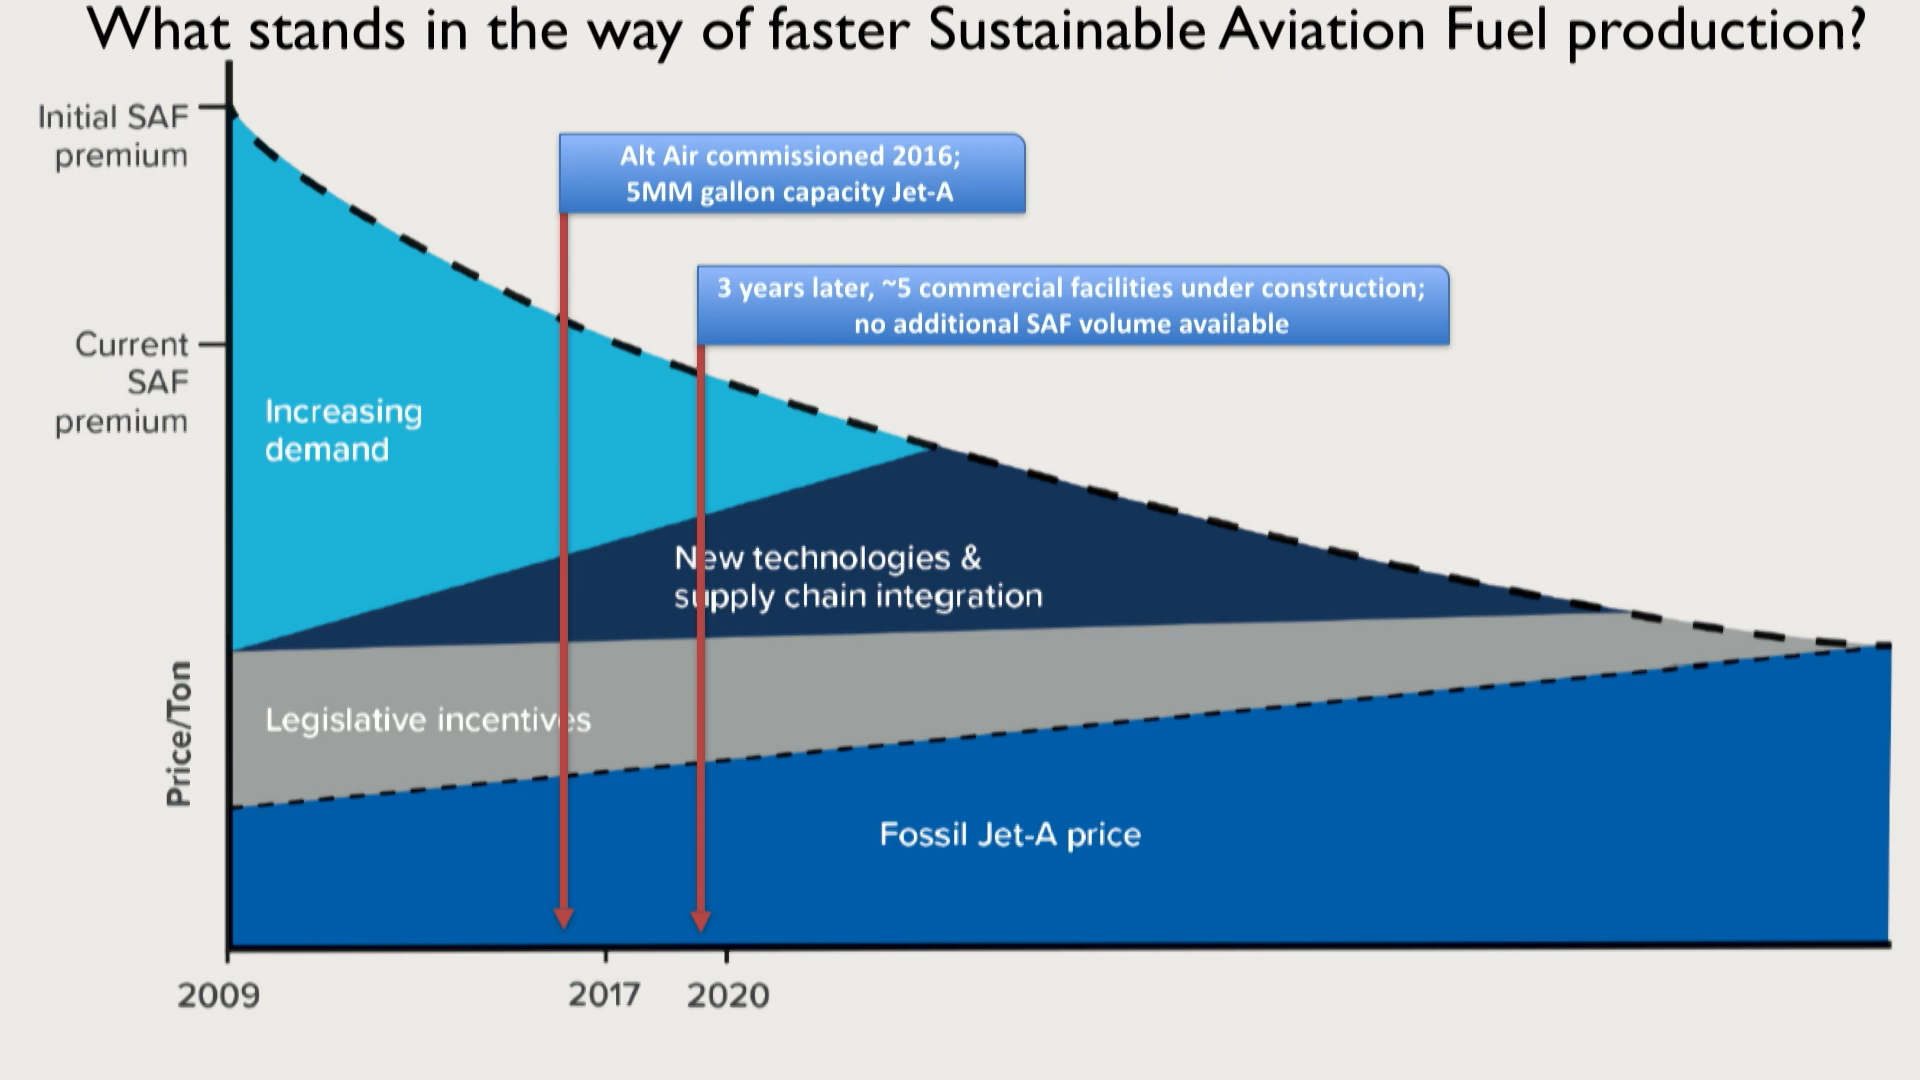 What stands in the way of faster Sustainable Aviation Fuel production?
Initial SAF
premium
Alt Air commissioned 2016;
5MM gallon capacity Jet-A
3 years later, ~5 commercial facilities under construction;
no additional SAF volume available
Current
SAF
premium
Increasing
demand
New technologies &
supply chain integration
Legislative incentives
Price/Ton
Fossil Jet-A price
2009
2017
2020